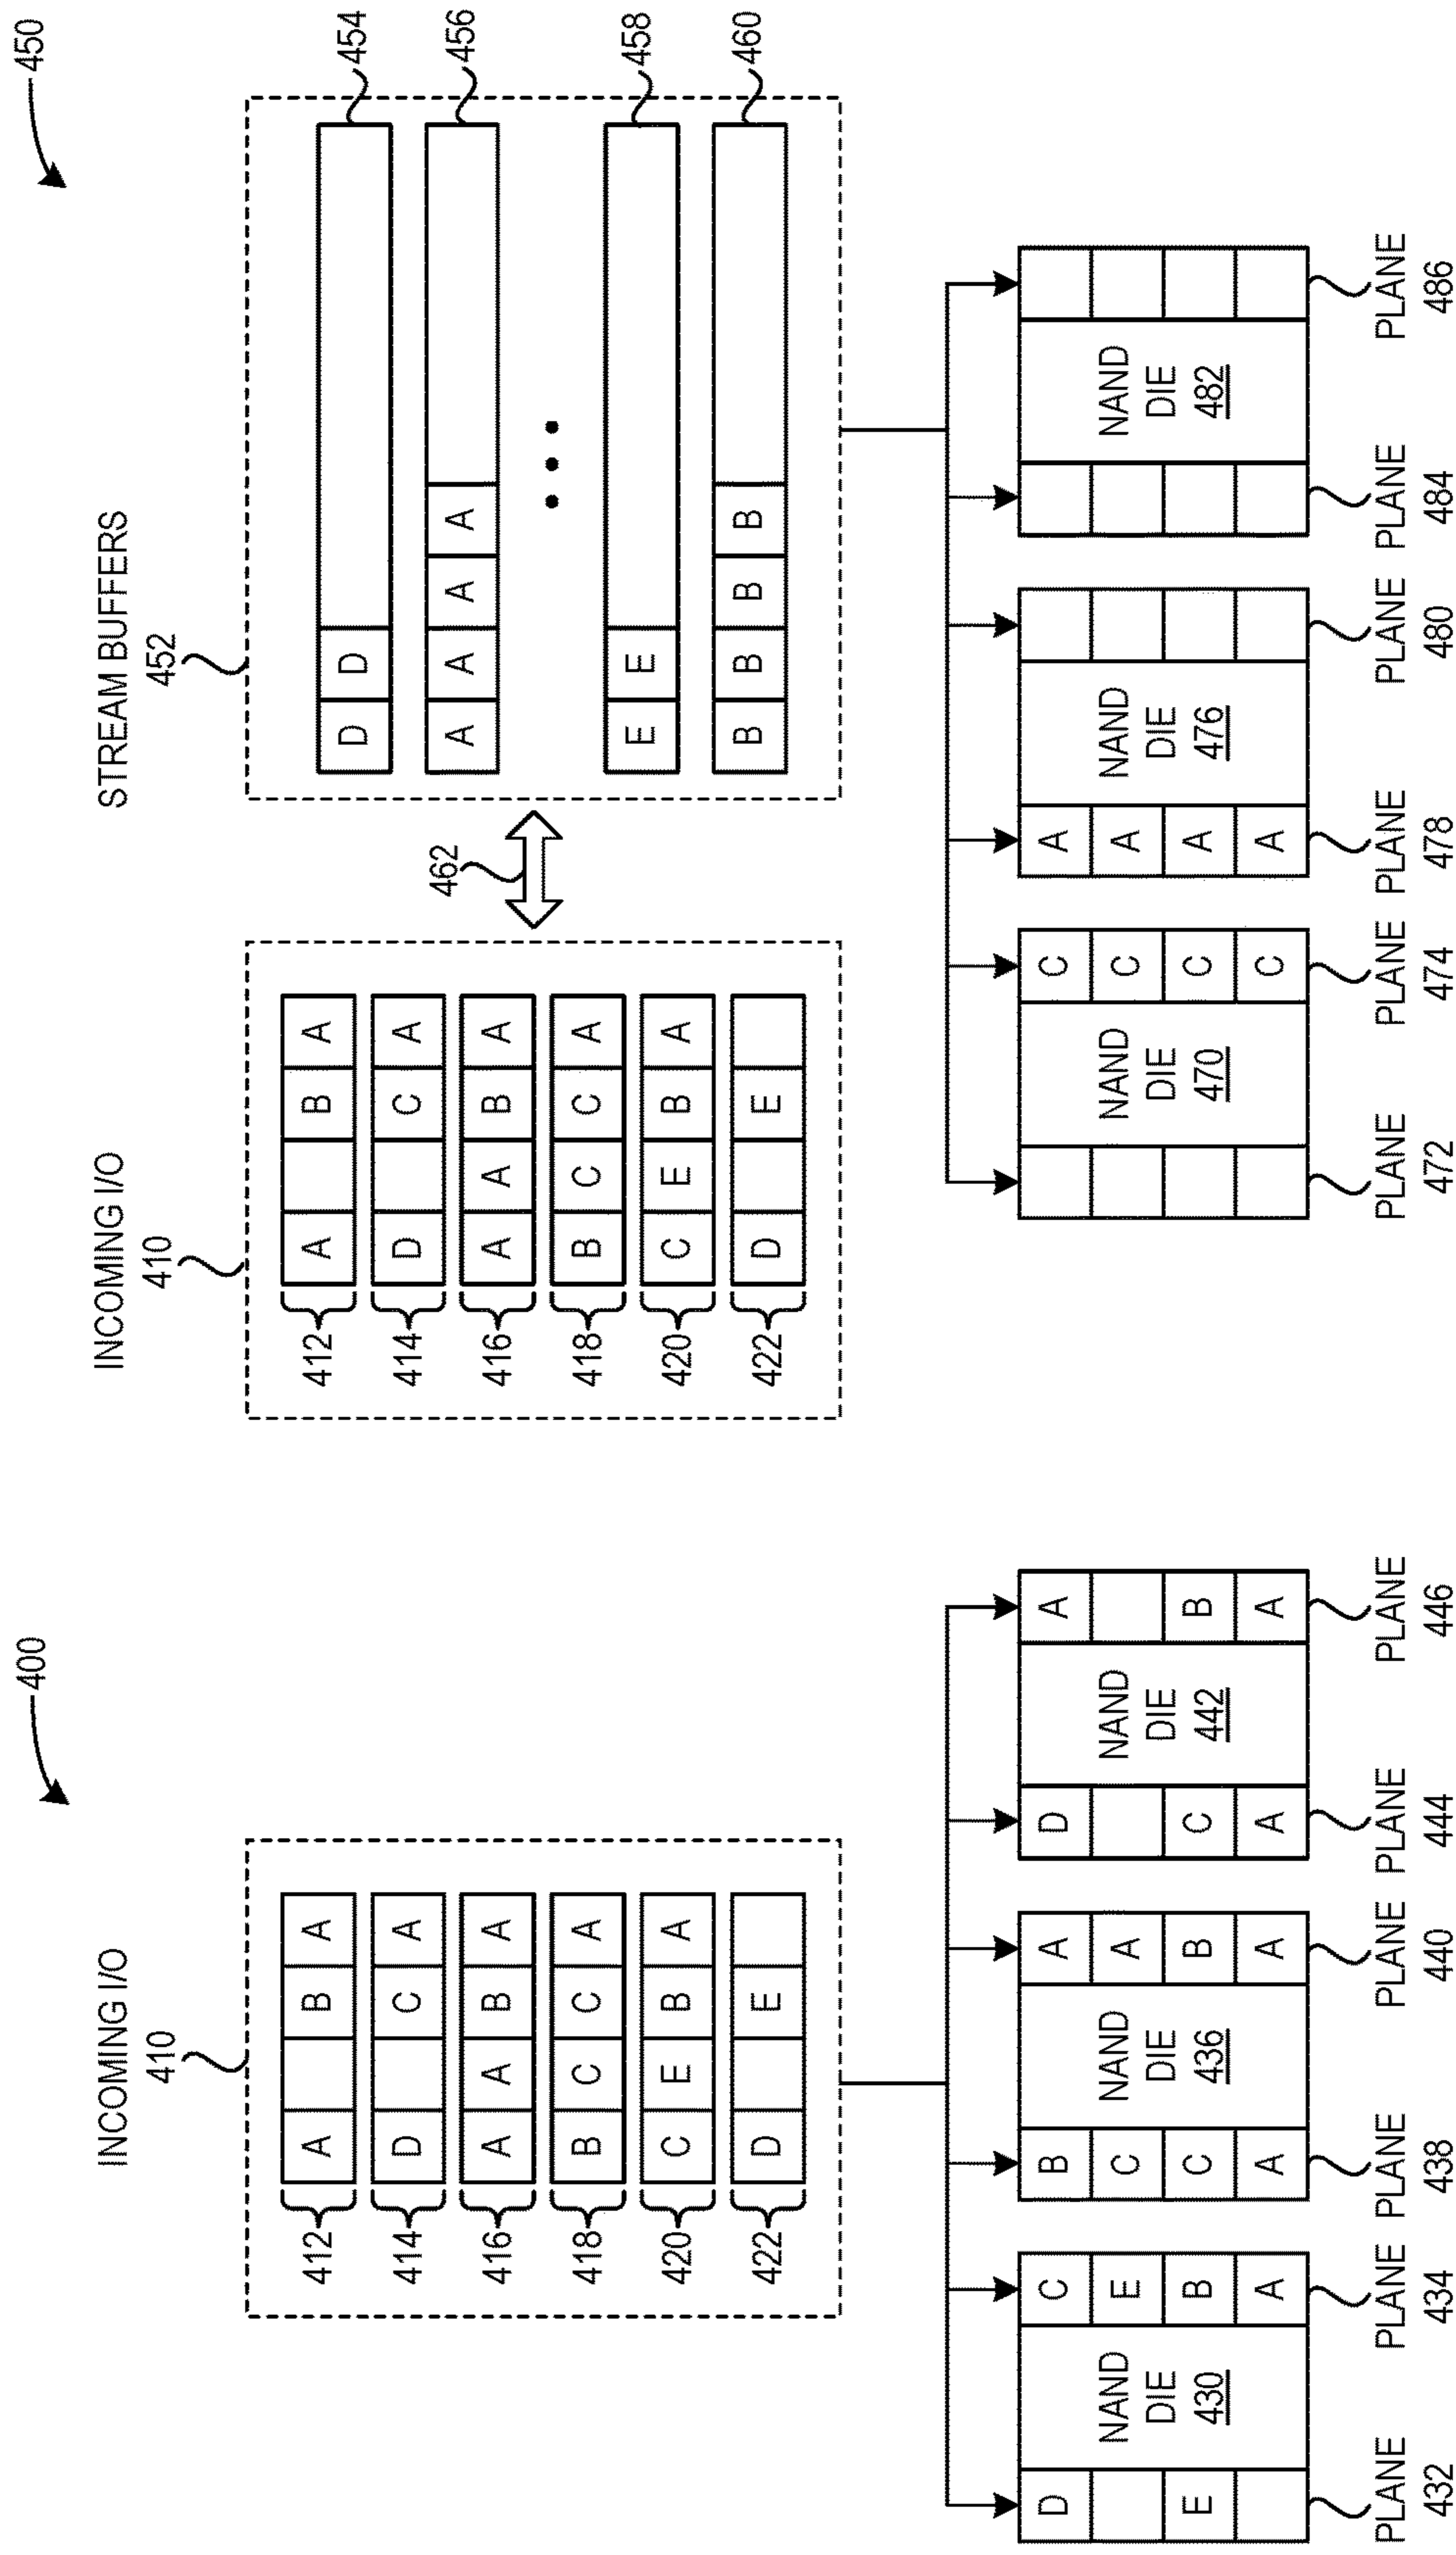 400
INCOMING I/O
410
412 A B A
414 D C A
416 A A B A
418 B C C A
420 C E B A
422 D E
D E
NAND
DIE
430
C E B A
B C C A
NAND
DIE
436
A A B A
D C A
NAND
DIE
442
A B A
PLANE
432
PLANE
434
PLANE
438
PLANE
440
PLANE
444
PLANE
446
450
INCOMING I/O
410
412 A B A
414 D C A
416 A A B A
418 B C C A
420 C E B A
422 D E
462
STREAM BUFFERS
452
D D 454
A A A A 456
E E 458
B B B B 460
NAND
DIE
470
C C C C
A A A A
NAND
DIE
476
NAND
DIE
482
PLANE
472
PLANE
474
PLANE
478
PLANE
480
PLANE
484
PLANE
486